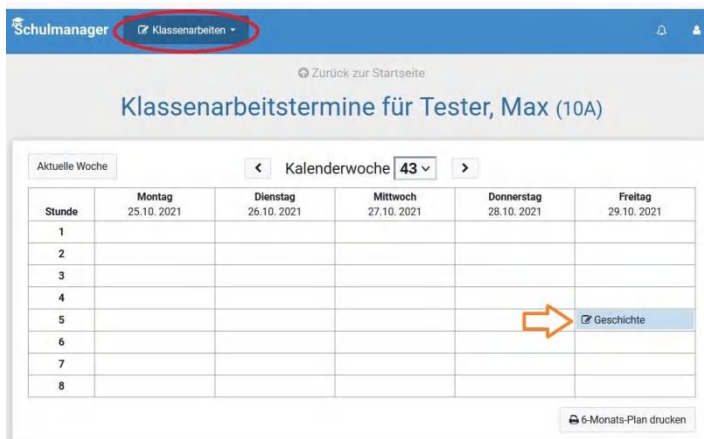 Schulmanager Klassenarbeiten
Zurück zur Startseite
Klassenarbeitstermine für Tester, Max (10A)
Aktuelle Woche
Kalenderwoche 43
Stunde Montag 25.10. 2021 Dienstag 26.10. 2021 Mittwoch 27.10. 2021 Donnerstag 28.10. 2021 Freitag 29.10. 2021
1
2
3
4
5 Geschichte
6
7
8
6-Monats-Plan drucken